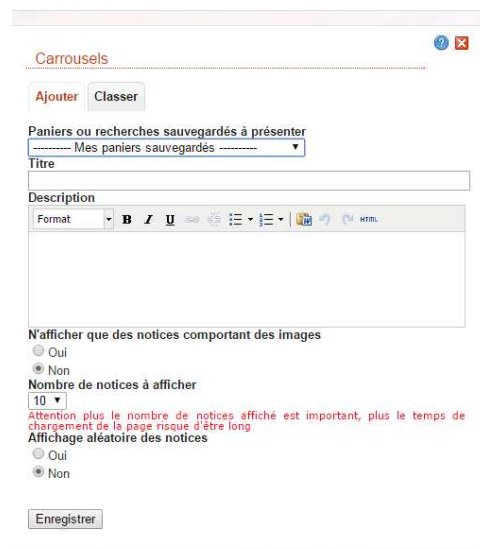 Carrousels
Ajouter Classer
Paniers ou recherches sauvegardés à présenter
---------- Mes paniers sauvegardés ----------
Titre
Description
Format B I U HTML
N'afficher que des notices comportant des images
Oui
Non
Nombre de notices à afficher
10
Attention plus le nombre de notices affiché est important, plus le temps de
chargement de la page risque d'être long
Affichage aléatoire des notices
Oui
Non
Enregistrer